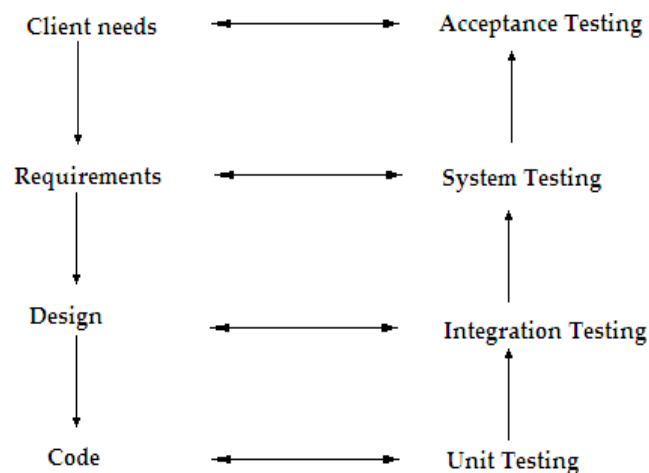 Client needs
Acceptance Testing
Requirements
System Testing
Design
Integration Testing
Code
Unit Testing